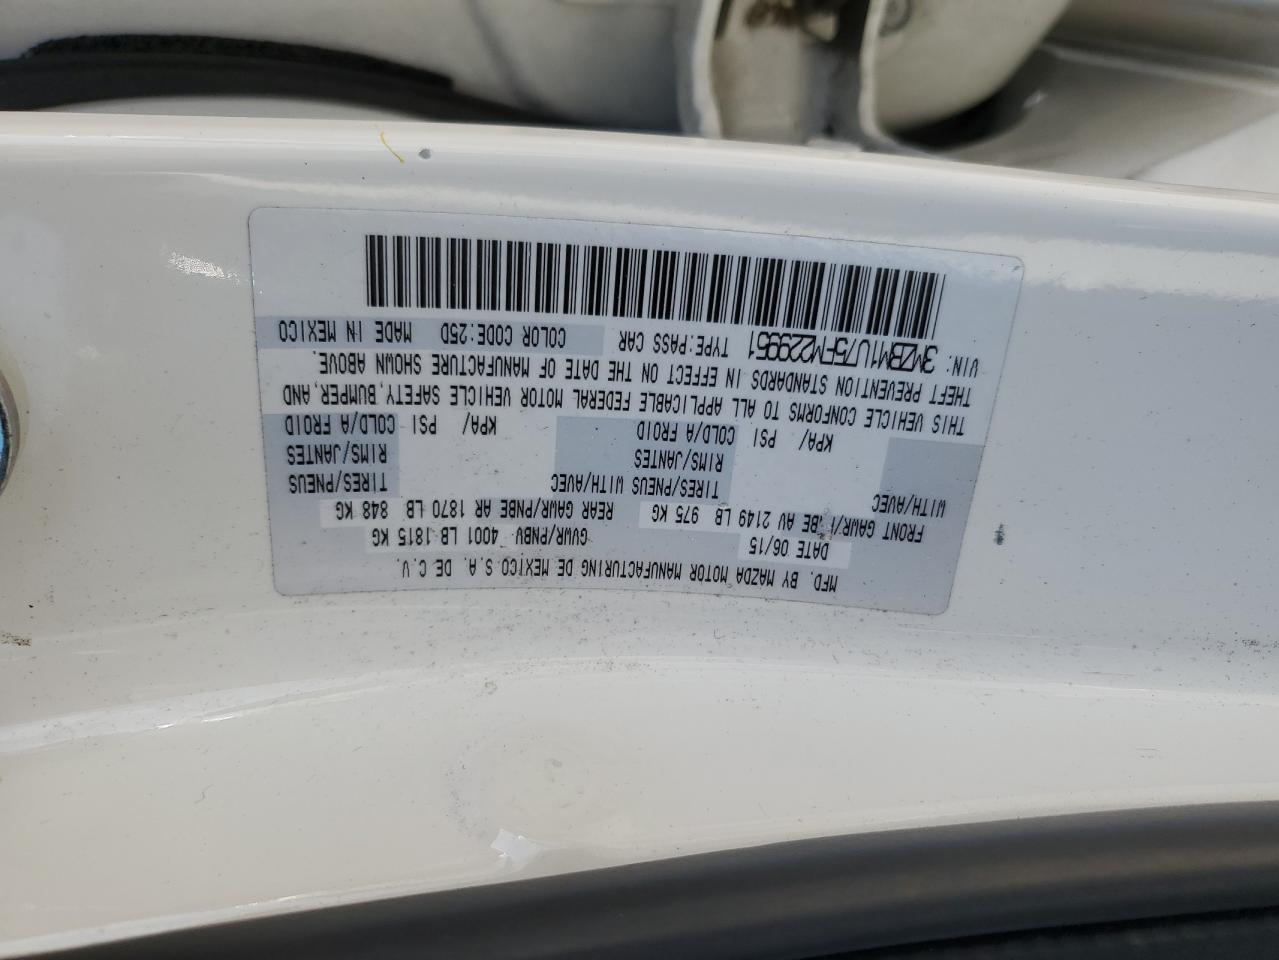 MFD. BY MAZDA MOTOR MANUFACTURING DE MEXICO S.A. DE C.V.
DATE 06/15 GVWR/PNBV 4001 LB 1815 KG
FRONT GAWR/ BE AV 2149 LB 975 KG REAR GAWR/PNBE AR 1870 LB 848 KG
WITH/AVEC TIRES/PNEUS WITH/AVEC TIRES/PNEUS
RIMS/JANTES RIMS/JANTES
KPA/ PSI COLD/A FROID KPA/ PSI COLD/A FROID
THIS VEHICLE CONFORMS TO ALL APPLICABLE FEDERAL MOTOR VEHICLE SAFETY, BUMPER, AND
THEFT PREVENTION STANDARDS IN EFFECT ON THE DATE OF MANUFACTURE SHOWN ABOVE.
VIN: 3MZBM1U75FM229951 TYPE:PASS CAR COLOR CODE:25D MADE IN MEXICO